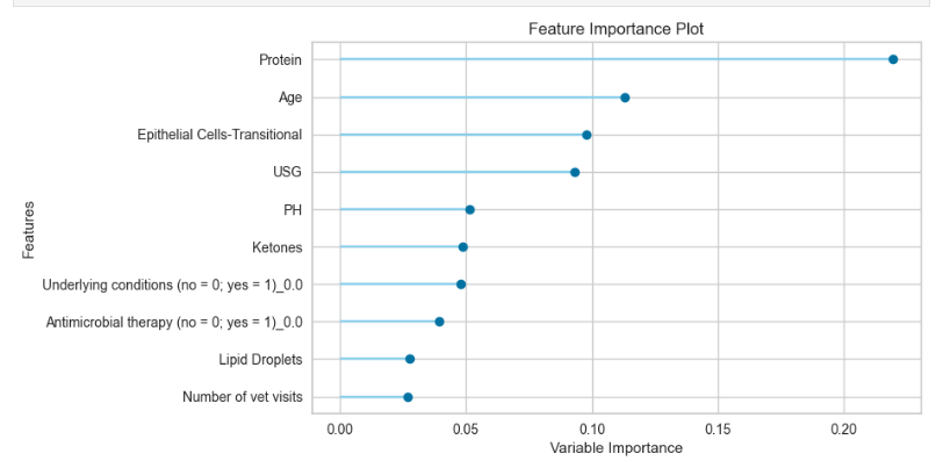 Feature Importance Plot
Features
Protein
Age
Epithelial Cells-Transitional
USG
PH
Ketones
Underlying conditions (no = 0; yes = 1)_0.0
Antimicrobial therapy (no = 0; yes = 1)_0.0
Lipid Droplets
Number of vet visits
0.00 0.05 0.10 0.15 0.20
Variable Importance